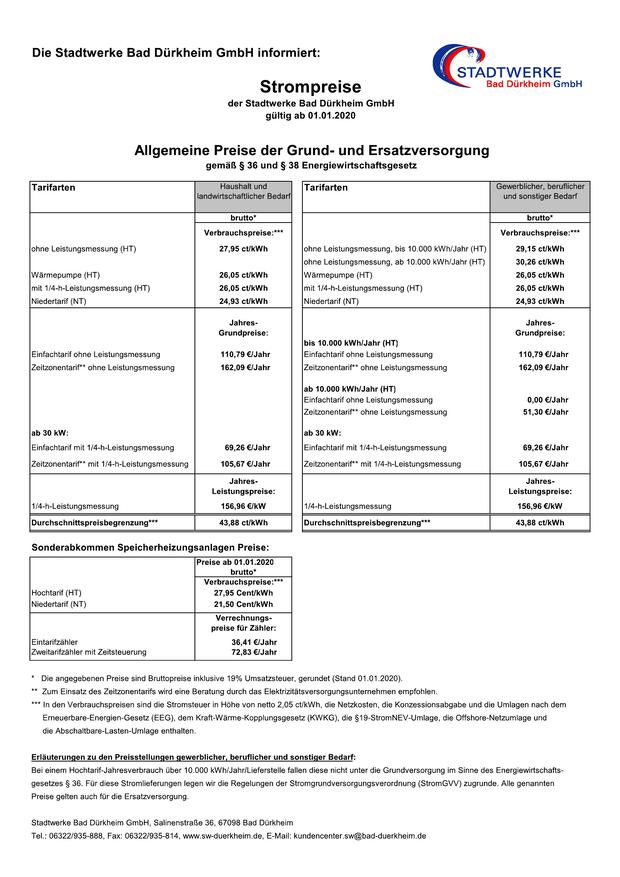 Die Stadtwerke Bad Dürkheim GmbH informiert:
STADTWERKE
Bad Dürkheim GmbH
Strompreise
der Stadtwerke Bad Dürkheim GmbH
gültig ab 01.01.2020
Allgemeine Preise der Grund- und Ersatzversorgung
gemäß § 36 und § 38 Energiewirtschaftsgesetz
Tarifarten
Haushalt und
landwirtschaftlicher Bedarf
brutto*
Verbrauchspreise:***
ohne Leistungsmessung (HT) 27,95 ct/kWh
Wärmepumpe (HT) 26,05 ct/kWh
mit 1/4-h-Leistungsmessung (HT) 26,05 ct/kWh
Niedertarif (NT) 24,93 ct/kWh
Jahres-
Grundpreise:
Einfachtarif ohne Leistungsmessung 110,79 €/Jahr
Zeitzonentarif** ohne Leistungsmessung 162,09 €/Jahr
ab 30 kW:
Einfachtarif mit 1/4-h-Leistungsmessung 69,26 €/Jahr
Zeitzonentarif** mit 1/4-h-Leistungsmessung 105,67 €/Jahr
Jahres-
Leistungspreise:
1/4-h-Leistungsmessung 156,96 €/kW
Durchschnittspreisbegrenzung*** 43,88 ct/kWh
Tarifarten
Gewerblicher, beruflicher
und sonstiger Bedarf
brutto*
Verbrauchspreise:***
ohne Leistungsmessung, bis 10.000 kWh/Jahr (HT) 29,15 ct/kWh
ohne Leistungsmessung, ab 10.000 kWh/Jahr (HT) 30,26 ct/kWh
Wärmepumpe (HT) 26,05 ct/kWh
mit 1/4-h-Leistungsmessung (HT) 26,05 ct/kWh
Niedertarif (NT) 24,93 ct/kWh
Jahres-
Grundpreise:
bis 10.000 kWh/Jahr (HT)
Einfachtarif ohne Leistungsmessung 110,79 €/Jahr
Zeitzonentarif** ohne Leistungsmessung 162,09 €/Jahr
ab 10.000 kWh/Jahr (HT)
Einfachtarif ohne Leistungsmessung 0,00 €/Jahr
Zeitzonentarif** ohne Leistungsmessung 51,30 €/Jahr
ab 30 kW:
Einfachtarif mit 1/4-h-Leistungsmessung 69,26 €/Jahr
Zeitzonentarif** mit 1/4-h-Leistungsmessung 105,67 €/Jahr
Jahres-
Leistungspreise:
1/4-h-Leistungsmessung 156,96 €/kW
Durchschnittspreisbegrenzung*** 43,88 ct/kWh
Sonderabkommen Speicherheizungsanlagen Preise:
Preise ab 01.01.2020
brutto*
Verbrauchspreise:***
Hochtarif (HT) 27,95 Cent/kWh
Niedertarif (NT) 21,50 Cent/kWh
Verrechnungs-
preise für Zähler:
Eintarifzähler 36,41 €/Jahr
Zweitarifzähler mit Zeitsteuerung 72,83 €/Jahr
* Die angegebenen Preise sind Bruttopreise inklusive 19% Umsatzsteuer, gerundet (Stand 01.01.2020).
** Zum Einsatz des Zeitzonentarifs wird eine Beratung durch das Elektrizitätsversorgungsunternehmen empfohlen.
*** In den Verbrauchspreisen sind die Stromsteuer in Höhe von netto 2,05 ct/kWh, die Netzkosten, die Konzessionsabgabe und die Umlagen nach dem
Erneuerbare-Energien-Gesetz (EEG), dem Kraft-Wärme-Kopplungsgesetz (KWKG), die §19-StromNEV-Umlage, die Offshore-Netzumlage und
die Abschaltbare-Lasten-Umlage enthalten.
Erläuterungen zu den Preisstellungen gewerblicher, beruflicher und sonstiger Bedarf:
Bei einem Hochtarif-Jahresverbrauch über 10.000 kWh/Jahr/Lieferstelle fallen diese nicht unter die Grundversorgung im Sinne des Energiewirtschafts-
gesetzes § 36. Für diese Stromlieferungen legen wir die Regelungen der Stromgrundversorgungsverordnung (StromGVV) zugrunde. Alle genannten
Preise gelten auch für die Ersatzversorgung.
Stadtwerke Bad Dürkheim GmbH, Salinenstraße 36, 67098 Bad Dürkheim
Tel.: 06322/935-888, Fax: 06322/935-814, www.sw-duerkheim.de, E-Mail: kundencenter.sw@bad-duerkheim.de